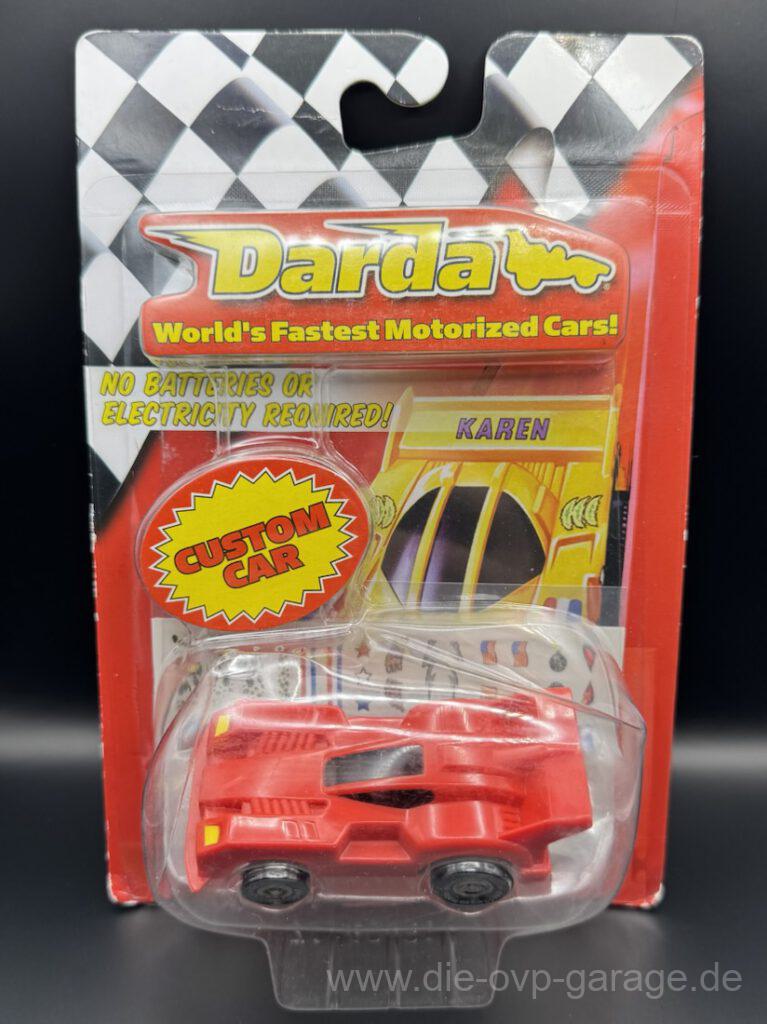 Darda
World's Fastest Motorized Cars!
NO BATTERIES OR
ELECTRICITY REQUIRED!
KAREN
CUSTOM
CAR
www.die-ovp-garage.de